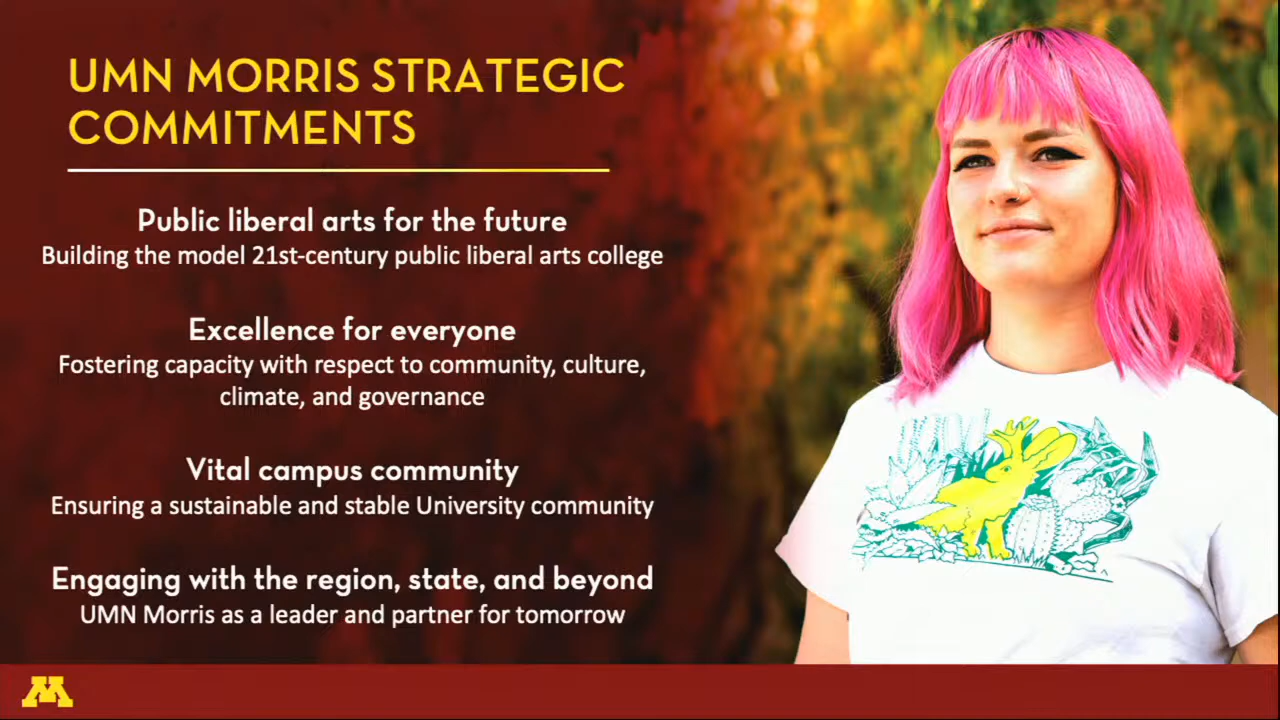 UMN MORRIS STRATEGIC
COMMITMENTS
Public liberal arts for the future
Building the model 21st-century public liberal arts college
Excellence for everyone
Fostering capacity with respect to community, culture,
climate, and governance
Vital campus community
Ensuring a sustainable and stable University community
Engaging with the region, state, and beyond
UMN Morris as a leader and partner for tomorrow
M